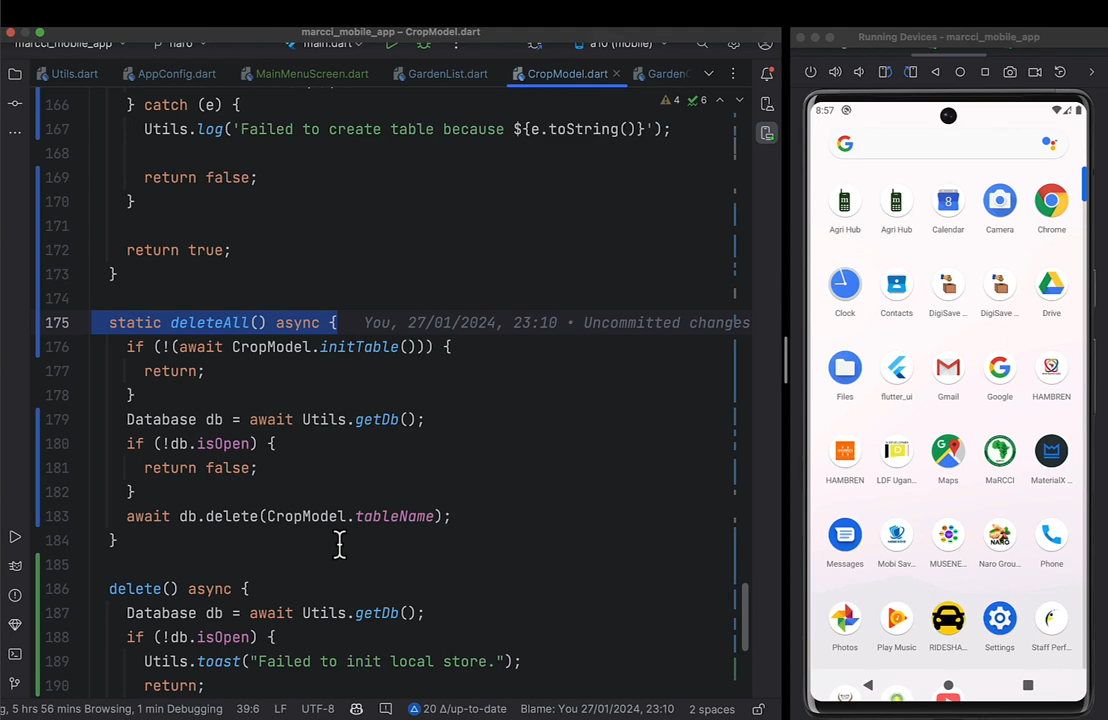 marcci_mobile_app – CropModel.dart
marcci_mobile_app
naro
main.dart
a10 (mobile)
Utils.dart
AppConfig.dart
MainMenuScreen.dart
GardenList.dart
CropModel.dart
Garden
4
6
166 } catch (e) {
167 Utils.log('Failed to create table because ${e.toString()}');
168
169 return false;
170 }
171
172 return true;
173 }
174
175 static deleteAll() async { You, 27/01/2024, 23:10 • Uncommitted changes
176 if (!(await CropModel.initTable())) {
177 return;
178 }
179 Database db = await Utils.getDb();
180 if (!db.isOpen) {
181 return false;
182 }
183 await db.delete(CropModel.tableName);
184 }
185
186 delete() async {
187 Database db = await Utils.getDb();
188 if (!db.isOpen) {
189 Utils.toast("Failed to init local store.");
190 return;
g, 5 hrs 56 mins Browsing, 1 min Debugging
39:6
LF
UTF-8
20 Δ/up-to-date
Blame: You 27/01/2024, 23:10
2 spaces
Running Devices - marcci_mobile_app
8:57
Agri Hub
Agri Hub
Calendar
Camera
Chrome
Clock
Contacts
DigiSave ...
DigiSave ...
Drive
Files
flutter_ui
Gmail
Google
HAMBREN
HAMBREN
LDF Ugan...
Maps
MaRCCI
MaterialX ...
Messages
Mobi Sav...
MUSENE...
Naro Grou...
Phone
Photos
Play Music
RIDESHA...
Settings
Staff Perf...